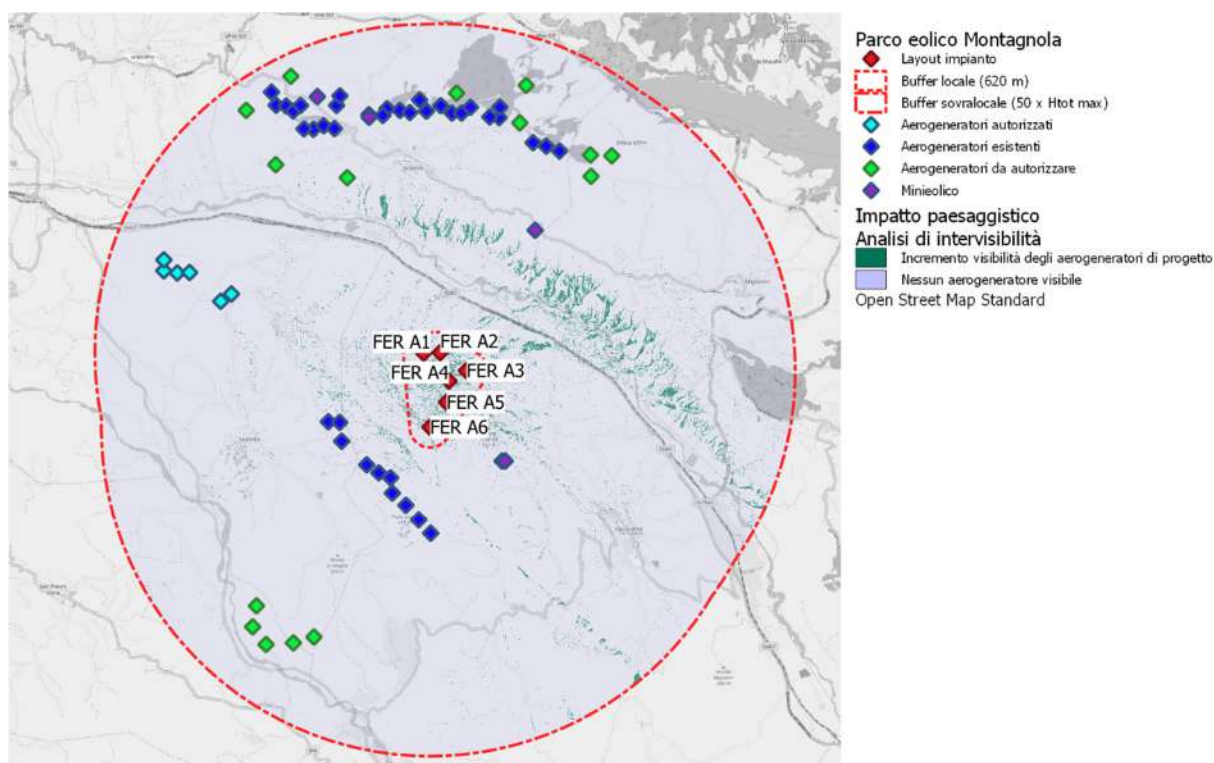 Parco eolico Montagnola
Layout impianto
Buffer locale (620 m)
Buffer sovralocale (50 x Htot max)
Aerogeneratori autorizzati
Aerogeneratori esistenti
Aerogeneratori da autorizzare
Minieolico
Impatto paesaggistico
Analisi di intervisibilità
Incremento visibilità degli aerogeneratori di progetto
Nessun aerogeneratore visibile
Open Street Map Standard
FER A1
FER A2
FER A3
FER A4
FER A5
FER A6